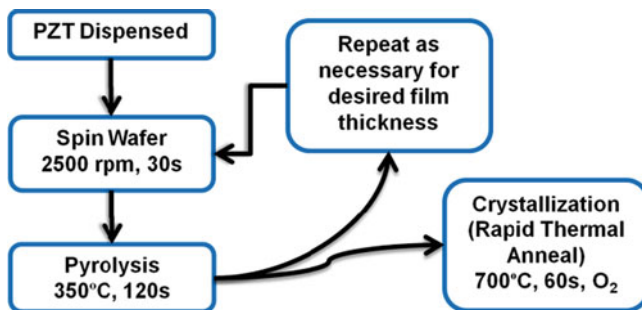 PZT Dispensed
Repeat as
necessary for
desired film
thickness
Spin Wafer
2500 rpm, 30s
Pyrolysis
350°C, 120s
Crystallization
(Rapid Thermal
Anneal)
700°C, 60s, O₂